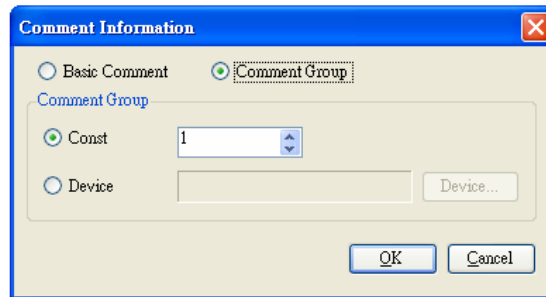 Comment Information
Basic Comment Comment Group
Comment Group
Const 1
Device Device...
OK Cancel